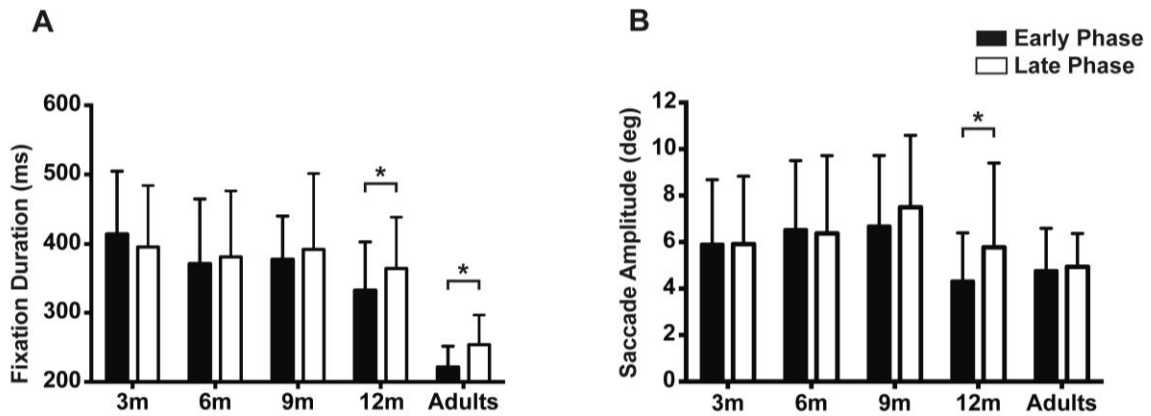 A
Fixation Duration (ms)
600
500
400
300
200
*
*
3m 6m 9m 12m Adults
B
Early Phase
Late Phase
Saccade Amplitude (deg)
12
10
8
6
4
2
0
*
3m 6m 9m 12m Adults